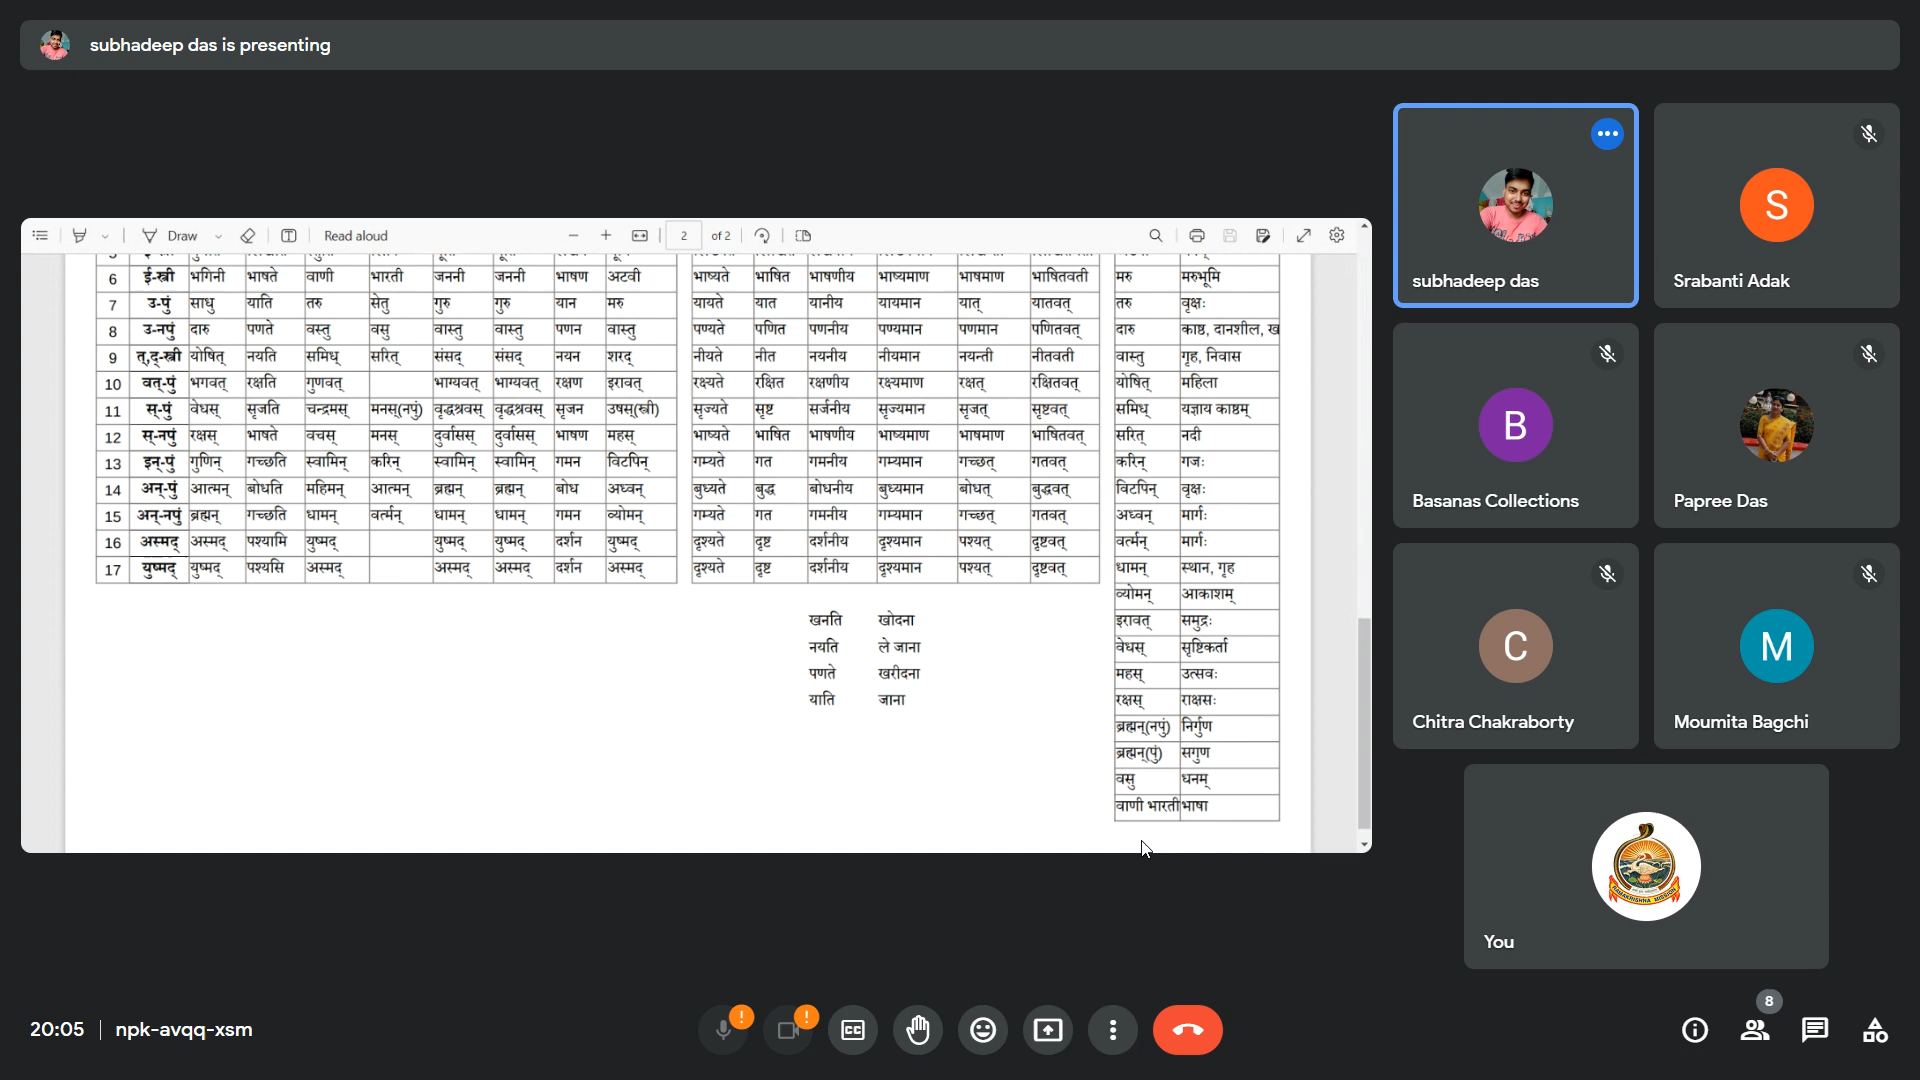 subhadeep das is presenting
Draw Read aloud 2 of 2
6 ई-स्त्री भगिनी भाषते वाणी भारती जननी जननी भाषण अटवी भाष्यते भाषित भाषणीय भाष्यमाण भाषमाण भाषितवती मरु मरुभूमि
7 उ-पुं साधु याति तरु सेतु गुरु गुरु यान मरु यायते यात यानीय यायमान यात् यातवत् तरु वृक्षः
8 उ-नपुं दारु पणते वस्तु वसु वास्तु वास्तु पणन वास्तु पण्यते पणित पणनीय पण्यमान पणमान पणितवत् दारु काष्ठ, दानशील, ख
9 त्,द्-स्त्री योषित् नयति समिध् सरित् संसद् संसद् नयन शरद् नीयते नीत नयनीय नीयमान नयन्ती नीतवती वास्तु गृह, निवास
10 वत्-पुं भगवत् रक्षति गुणवत् भाग्यवत् भाग्यवत् रक्षण इरावत् रक्ष्यते रक्षित रक्षणीय रक्ष्यमाण रक्षत् रक्षितवत् योषित् महिला
11 स्-पुं वेधस् सृजति चन्द्रमस् मनस्(नपुं) वृद्धश्रवस् वृद्धश्रवस् सृजन उषस्(स्त्री) सृज्यते सृष्ट सर्जनीय सृज्यमान सृजत् सृष्टवत् समिध् यज्ञाय काष्ठम्
12 स्-नपुं रक्षस् भाषते वचस् मनस् दुर्वासस् दुर्वासस् भाषण महस् भाष्यते भाषित भाषणीय भाष्यमाण भाषमाण भाषितवत् सरित् नदी
13 इन्-पुं गुणिन् गच्छति स्वामिन् करिन् स्वामिन् स्वामिन् गमन विटपिन् गम्यते गत गमनीय गम्यमान गच्छत् गतवत् करिन् गजः
14 अन्-पुं आत्मन् बोधति महिमन् आत्मन् ब्रह्मन् ब्रह्मन् बोध अध्वन् बुध्यते बुद्ध बोधनीय बुध्यमान बोधत् बुद्धवत् विटपिन् वृक्षः
15 अन्-नपुं ब्रह्मन् गच्छति धामन् वर्त्मन् धामन् धामन् गमन व्योमन् गम्यते गत गमनीय गम्यमान गच्छत् गतवत् अध्वन् मार्गः
16 अस्मद् अस्मद् पश्यामि युष्मद् युष्मद् युष्मद् दर्शन युष्मद् दृश्यते दृष्ट दर्शनीय दृश्यमान पश्यत् दृष्टवत् वर्त्मन् मार्गः
17 युष्मद् युष्मद् पश्यसि अस्मद् अस्मद् अस्मद् दर्शन अस्मद् दृश्यते दृष्ट दर्शनीय दृश्यमान पश्यत् दृष्टवत् धामन् स्थान, गृह
व्योमन् आकाशम्
खनति खोदना इरावत् समुद्रः
नयति ले जाना वेधस् सृष्टिकर्ता
पणते खरीदना महस् उत्सवः
याति जाना रक्षस् राक्षसः
ब्रह्मन्(नपुं) निर्गुण
ब्रह्मन्(पुं) सगुण
वसु धनम्
वाणी भारती भाषा
subhadeep das
S
Srabanti Adak
B
Basanas Collections
Papree Das
C
Chitra Chakraborty
M
Moumita Bagchi
RAMAKRISHNA MISSION
You
20:05 | npk-avqq-xsm
8